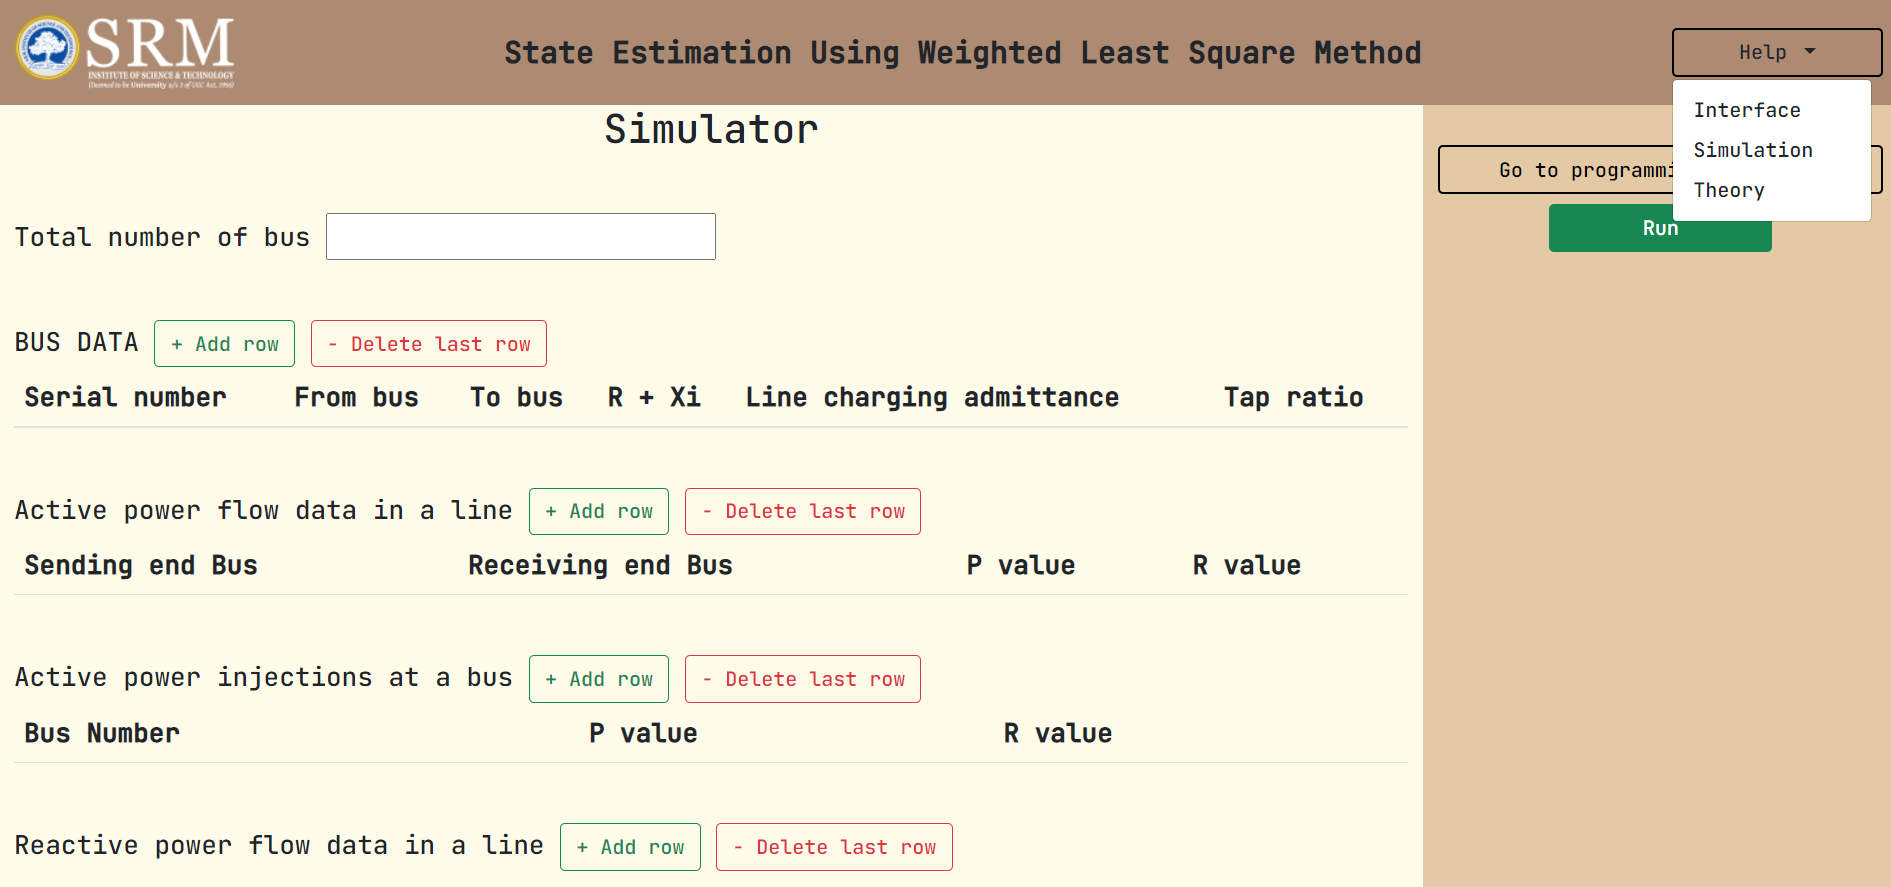 SRM
INSTITUTE OF SCIENCE & TECHNOLOGY
(Deemed to be University u/s 3 of UGC Act, 1956)
State Estimation Using Weighted Least Square Method
Help
Interface
Simulation
Theory
Simulator
Go to programmi
Run
Total number of bus
BUS DATA + Add row - Delete last row
Serial number From bus To bus R + Xi Line charging admittance Tap ratio
Active power flow data in a line + Add row - Delete last row
Sending end Bus Receiving end Bus P value R value
Active power injections at a bus + Add row - Delete last row
Bus Number P value R value
Reactive power flow data in a line + Add row - Delete last row